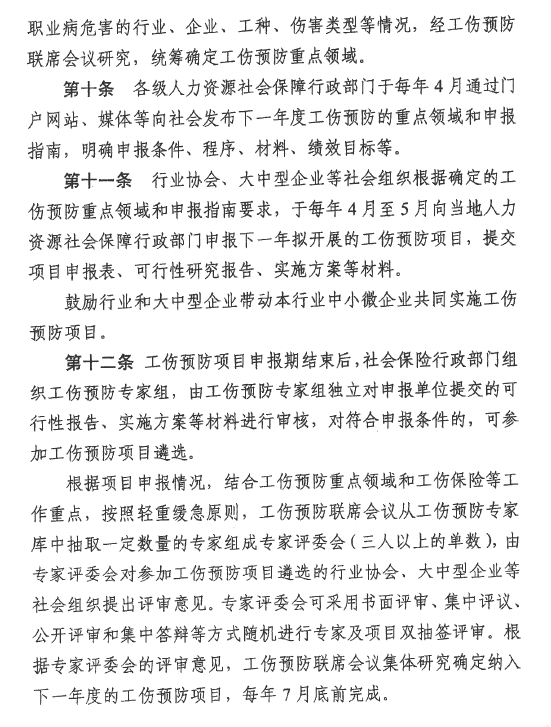 职业病危害的行业、企业、工种、伤害类型等情况，经工伤预防
联席会议研究，统筹确定工伤预防重点领域。
第十条 各级人力资源社会保障行政部门于每年 4 月通过门
户网站、媒体等向社会发布下一年度工伤预防的重点领域和申报
指南，明确申报条件、程序、材料、绩效目标等。
第十一条 行业协会、大中型企业等社会组织根据确定的工
伤预防重点领域和申报指南要求，于每年 4 月至 5 月向当地人力
资源社会保障行政部门申报下一年拟开展的工伤预防项目，提交
项目申报表、可行性研究报告、实施方案等材料。
鼓励行业和大中型企业带动本行业中小微企业共同实施工伤
预防项目。
第十二条 工伤预防项目申报期结束后，社会保险行政部门组
织工伤预防专家组，由工伤预防专家组独立对申报单位提交的可
行性报告、实施方案等材料进行审核，对符合申报条件的，可参
加工伤预防项目遴选。
根据项目申报情况，结合工伤预防重点领域和工伤保险等工
作重点，按照轻重缓急原则，工伤预防联席会议从工伤预防专家
库中抽取一定数量的专家组成专家评委会（三人以上的单数），由
专家评委会对参加工伤预防项目遴选的行业协会、大中型企业等
社会组织提出评审意见。专家评委会可采用书面评审、集中评议、
公开评审和集中答辩等方式随机进行专家及项目双抽签评审。根
据专家评委会的评审意见，工伤预防联席会议集体研究确定纳入
下一年度的工伤预防项目，每年 7 月底前完成。